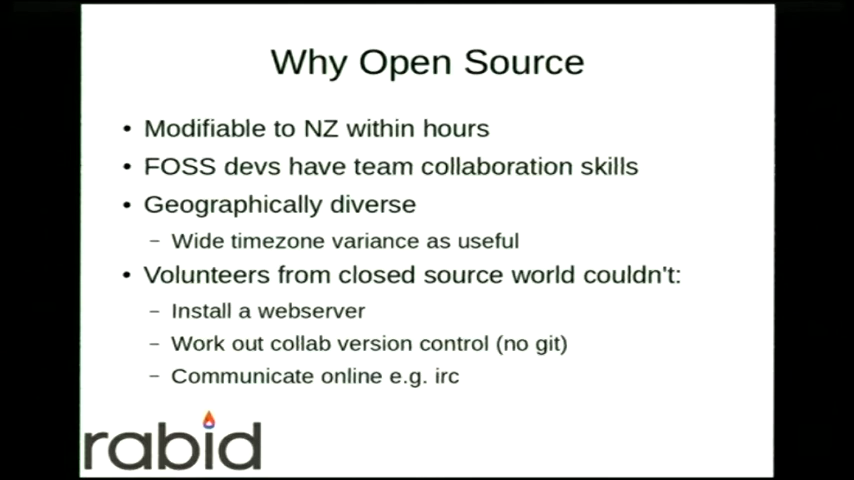 Why Open Source
• Modifiable to NZ within hours
• FOSS devs have team collaboration skills
• Geographically diverse
– Wide timezone variance as useful
• Volunteers from closed source world couldn't:
– Install a webserver
– Work out collab version control (no git)
– Communicate online e.g. irc
rabid